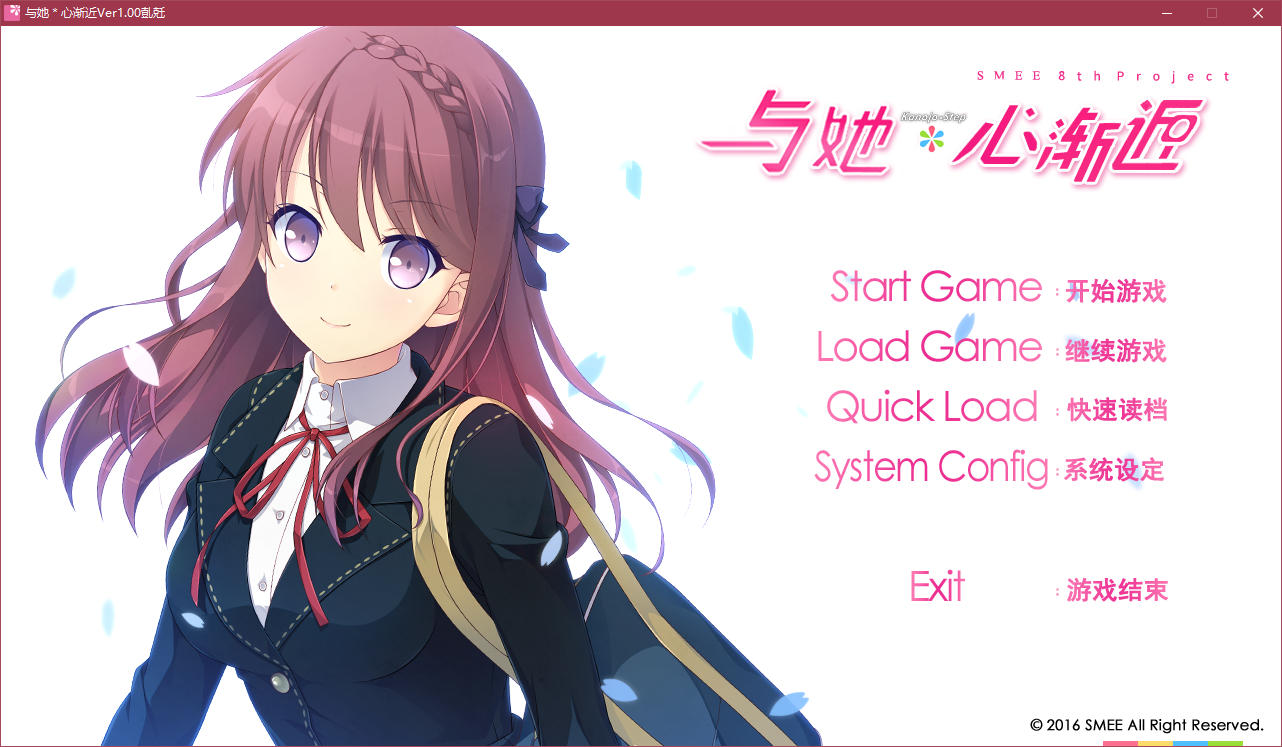 与她＊心渐近Ver1.00亂兙
SMEE 8th Project
与她 Kanojo*Step 心渐近
Start Game : 开始游戏
Load Game : 继续游戏
Quick Load : 快速读档
System Config : 系统设定
Exit : 游戏结束
© 2016 SMEE All Right Reserved.